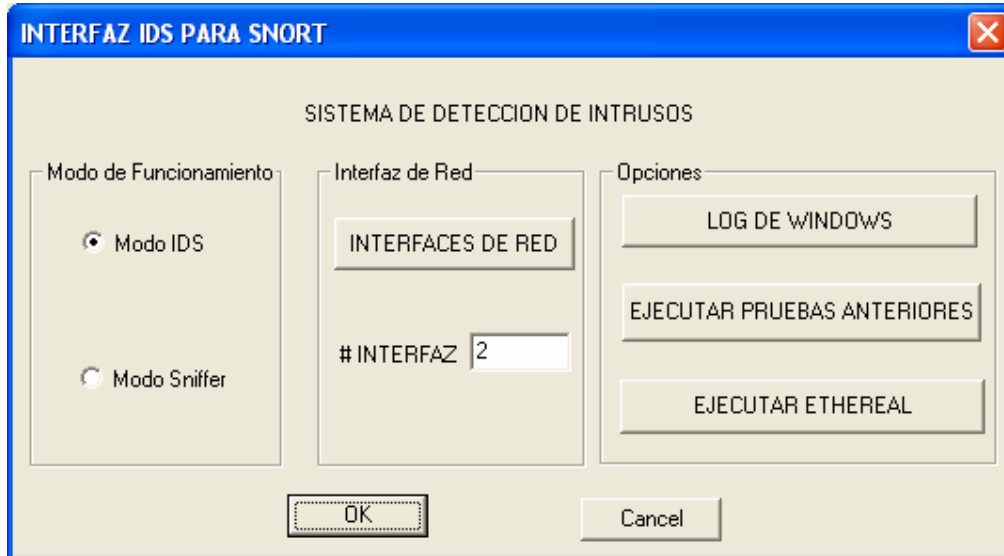 INTERFAZ IDS PARA SNORT
SISTEMA DE DETECCION DE INTRUSOS
Modo de Funcionamiento
Modo IDS
Modo Sniffer
Interfaz de Red
INTERFACES DE RED
# INTERFAZ 2
Opciones
LOG DE WINDOWS
EJECUTAR PRUEBAS ANTERIORES
EJECUTAR ETHEREAL
OK
Cancel